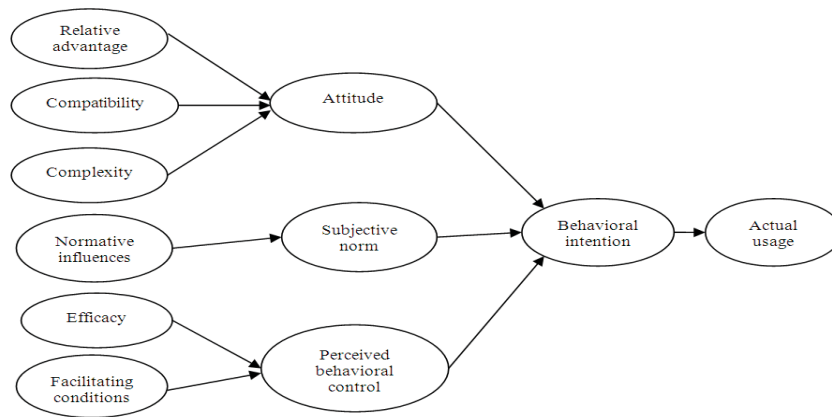 Relative
advantage
Compatibility
Complexity
Normative
influences
Efficacy
Facilitating
conditions
Attitude
Subjective
norm
Perceived
behavioral
control
Behavioral
intention
Actual
usage